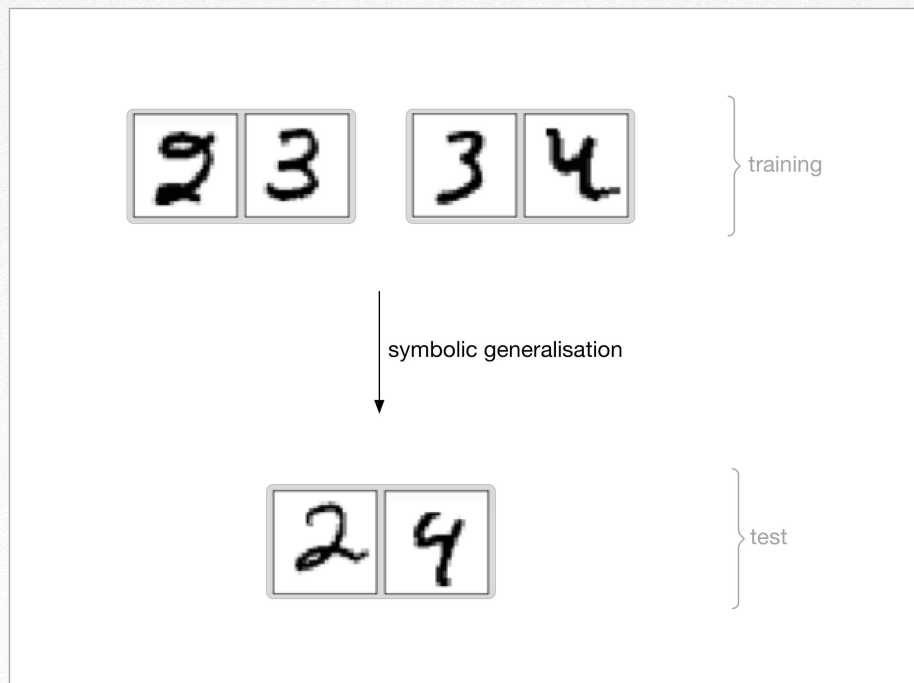 2 3 3 4
training
symbolic generalisation
2 4
test